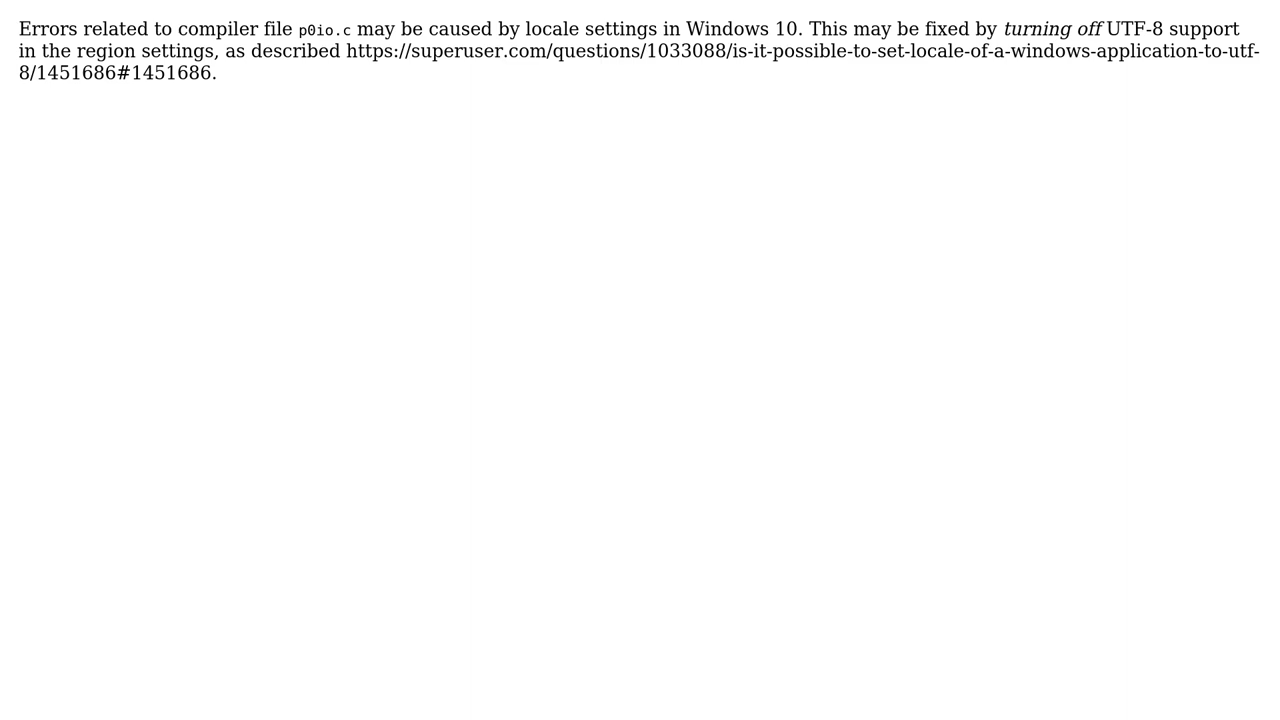 Errors related to compiler file p0io.c may be caused by locale settings in Windows 10. This may be fixed by turning off UTF-8 support
in the region settings, as described https://superuser.com/questions/1033088/is-it-possible-to-set-locale-of-a-windows-application-to-utf-
8/1451686#1451686.